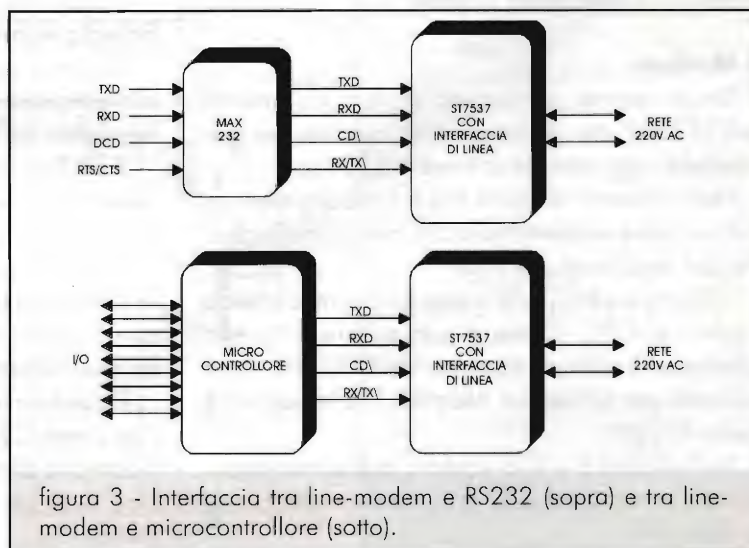 TXD
RXD
DCD
RTS/CTS
MAX
232
TXD
RXD
CD\
RX/TX\
ST7537
CON
INTERFACCIA
DI LINEA
RETE
220V AC
I/O
MICRO
CONTROLLORE
TXD
RXD
CD\
RX/TX\
ST7537
CON
INTERFACCIA
DI LINEA
RETE
220V AC
figura 3 - Interfaccia tra line-modem e RS232 (sopra) e tra line-
modem e microcontrollore (sotto).